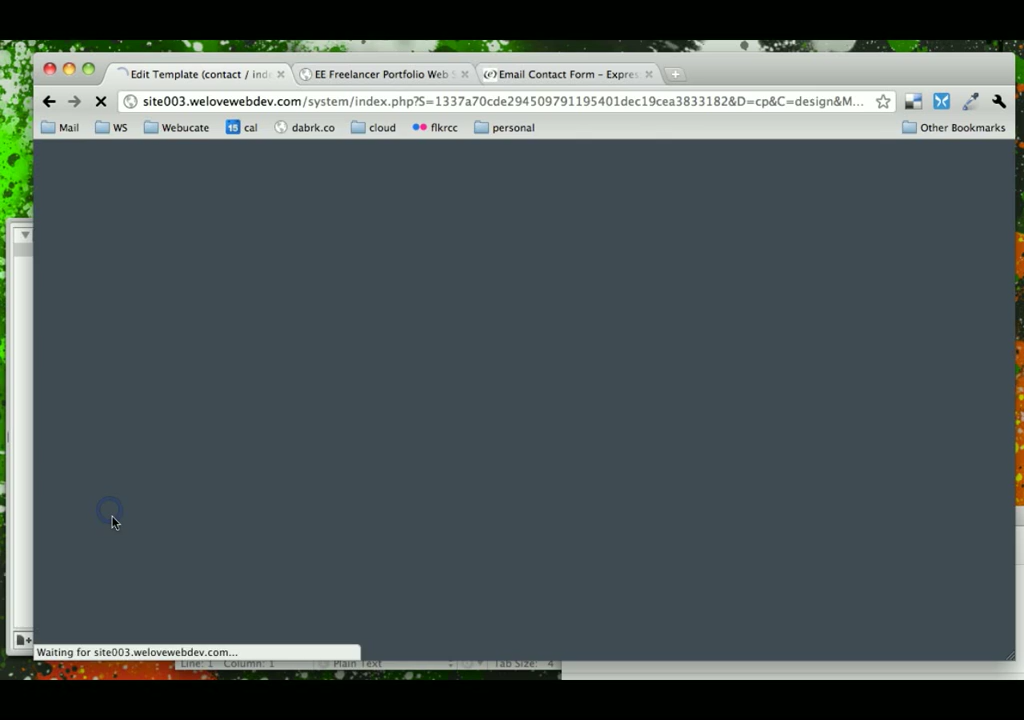 Edit Template (contact / ind
EE Freelancer Portfolio Web S
Email Contact Form – Expres
site003.welovewebdev.com/system/index.php?S=1337a70cde294509791195401dec19cea3833182&D=cp&C=design&M...
Mail
WS
Webucate
15 cal
dabrk.co
cloud
flkrcc
personal
Other Bookmarks
Waiting for site003.welovewebdev.com...
Line: 1 Column: 1
Plain Text
Tab Size: 4